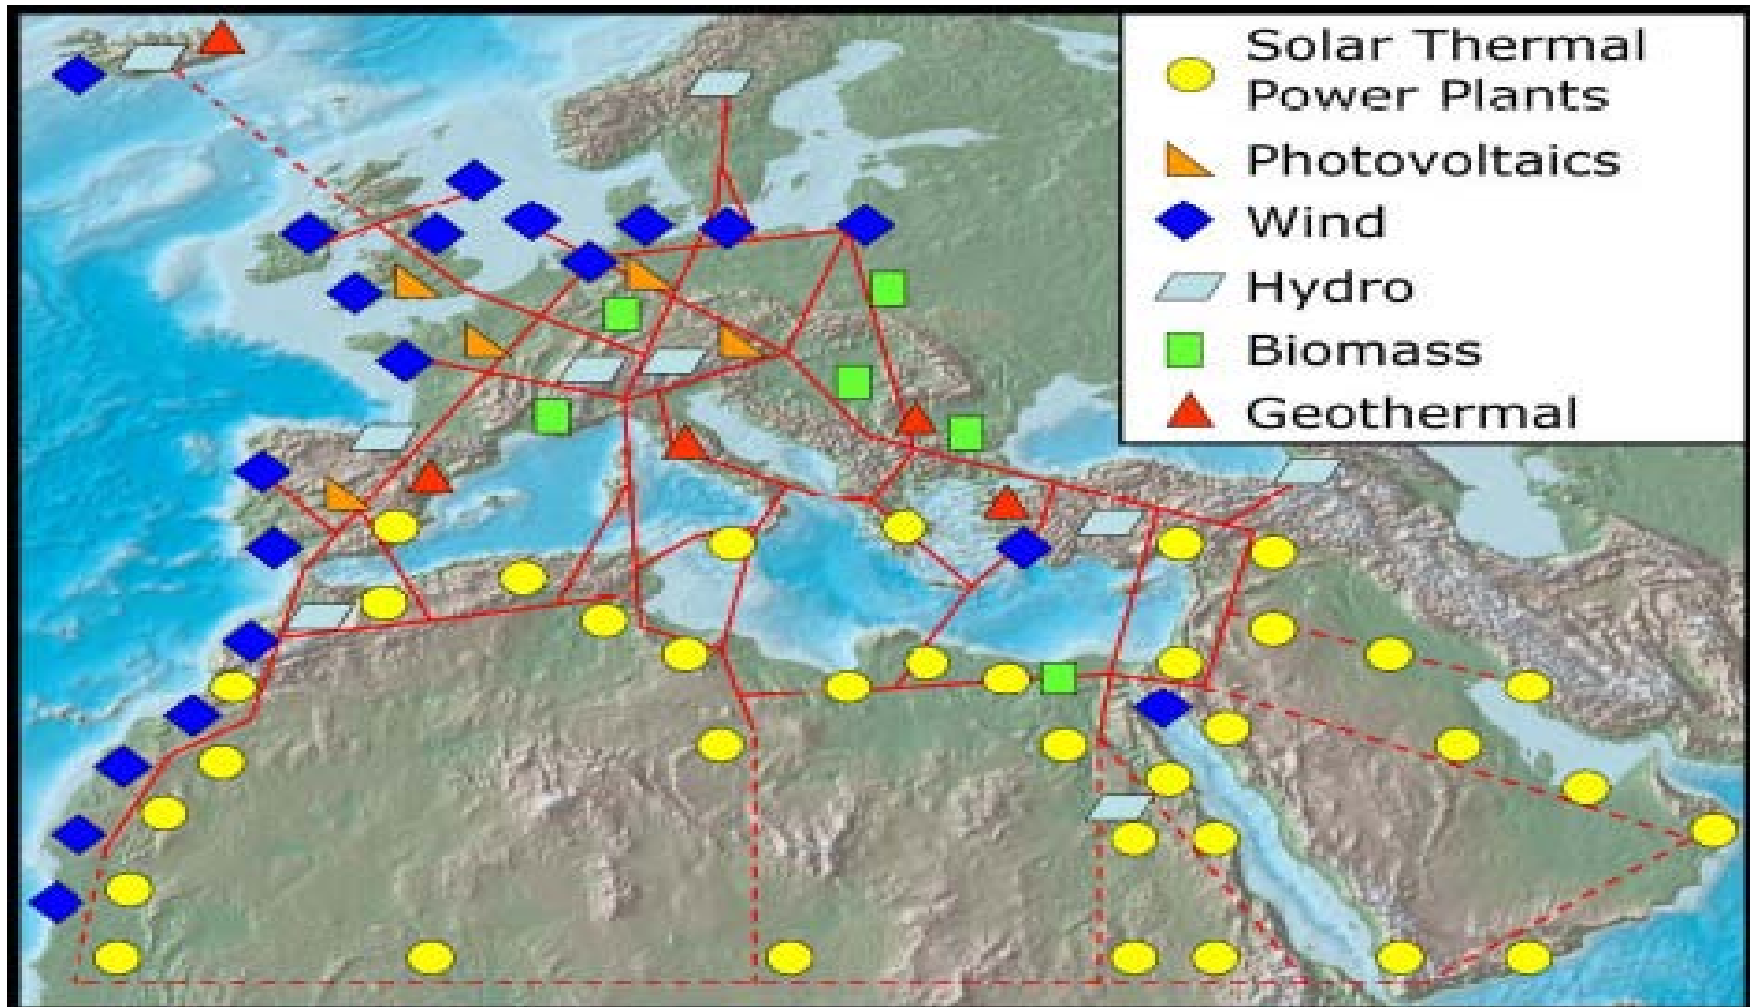 Solar Thermal
Power Plants
Photovoltaics
Wind
Hydro
Biomass
Geothermal